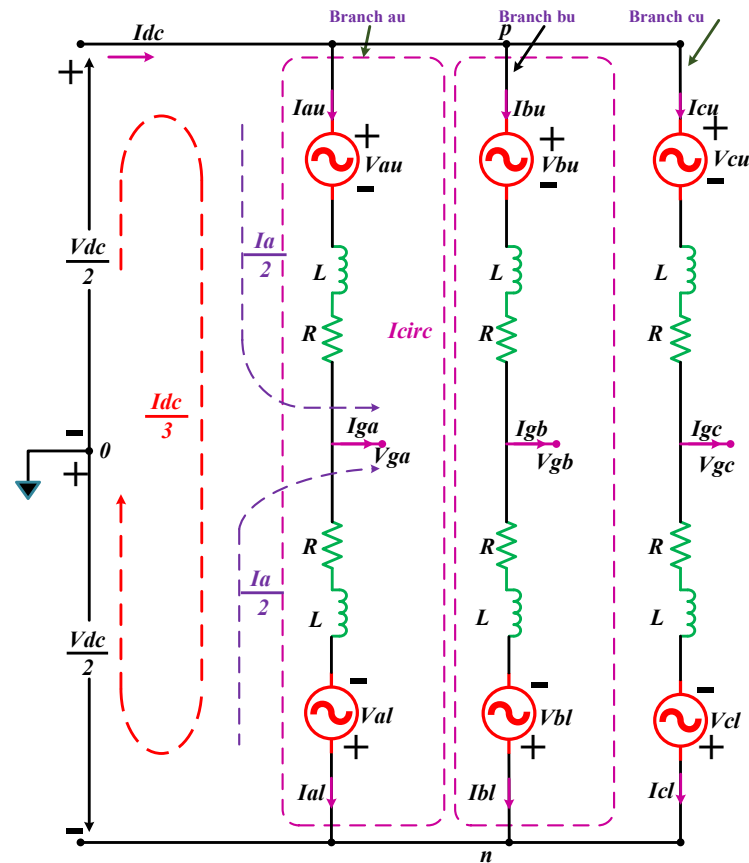 Branch au
Branch bu
Branch cu
Idc
p
+
Iau
Ibu
Icu
+
+
+
Vau
Vbu
Vcu
-
-
-
Vdc
2
Ia
2
L
L
L
R
R
R
Icirc
Idc
3
-
0
+
Iga
Igb
Igc
Vga
Vgb
Vgc
R
R
R
Ia
2
L
L
L
Vdc
2
-
-
-
Val
Vbl
Vcl
+
+
+
Ial
Ibl
Icl
-
n